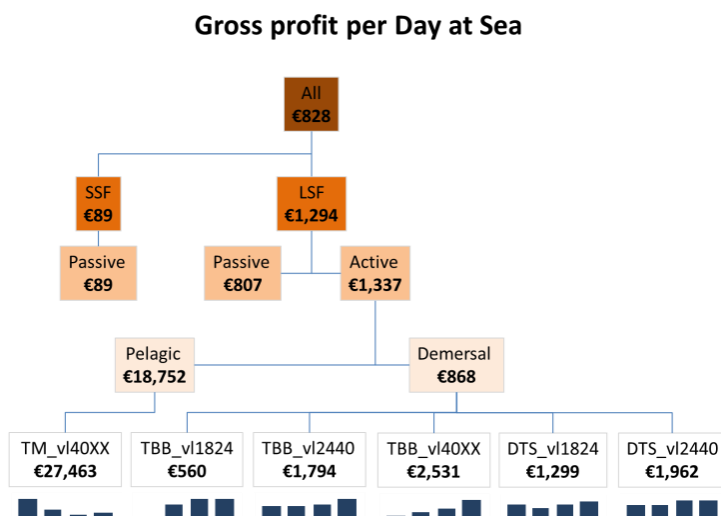 Gross profit per Day at Sea
All
€828
SSF
€89
LSF
€1,294
Passive
€89
Passive
€807
Active
€1,337
Pelagic
€18,752
Demersal
€868
TM_vl40XX
€27,463
TBB_vl1824
€560
TBB_vl2440
€1,794
TBB_vl40XX
€2,531
DTS_vl1824
€1,299
DTS_vl2440
€1,962